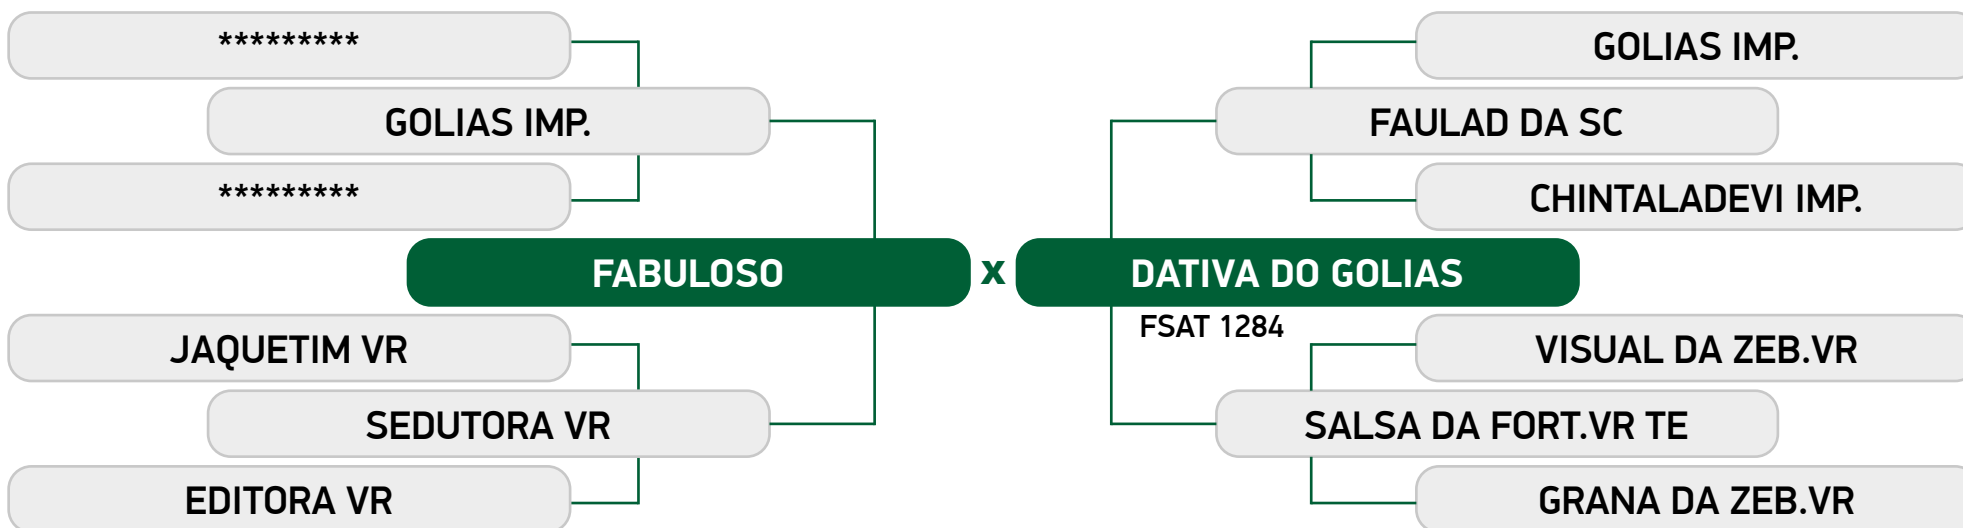 *********
GOLIAS IMP.
*********
FABULOSO
JAQUETIM VR
SEDUTORA VR
EDITORA VR
x
GOLIAS IMP.
FAULAD DA SC
CHINTALADEVI IMP.
DATIVA DO GOLIAS
FSAT 1284
VISUAL DA ZEB.VR
SALSA DA FORT.VR TE
GRANA DA ZEB.VR